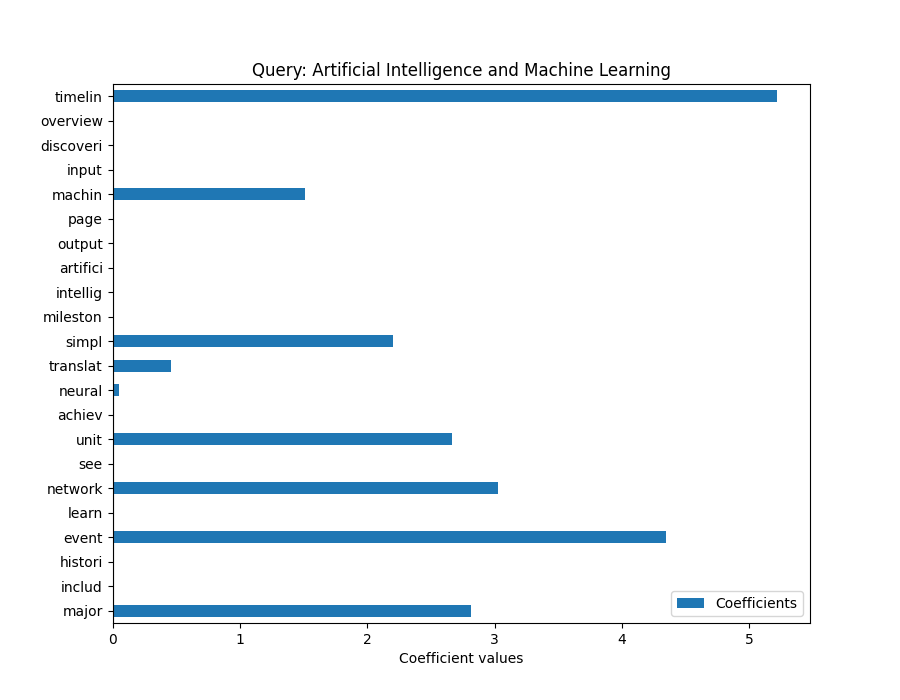 Query: Artificial Intelligence and Machine Learning
timelin
overview
discoveri
input
machin
page
output
artifici
intellig
mileston
simpl
translat
neural
achiev
unit
see
network
learn
event
histori
includ
major
Coefficients
0 1 2 3 4 5
Coefficient values